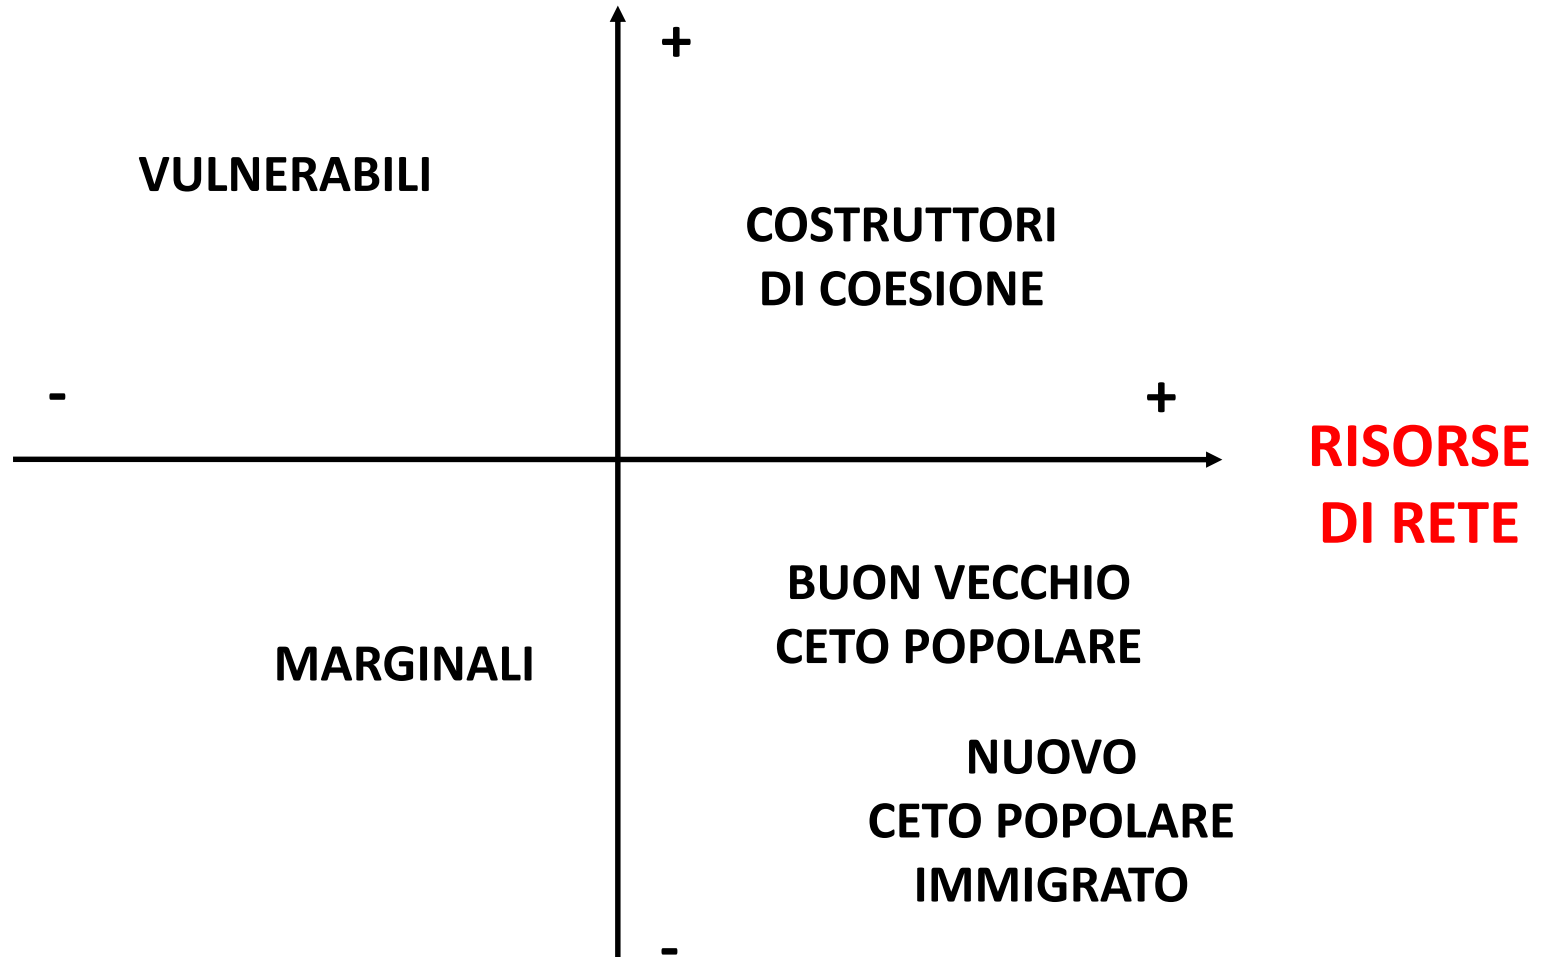 +
VULNERABILI
COSTRUTTORI
DI COESIONE
-
+
RISORSE
DI RETE
BUON VECCHIO
CETO POPOLARE
MARGINALI
NUOVO
CETO POPOLARE
IMMIGRATO
-